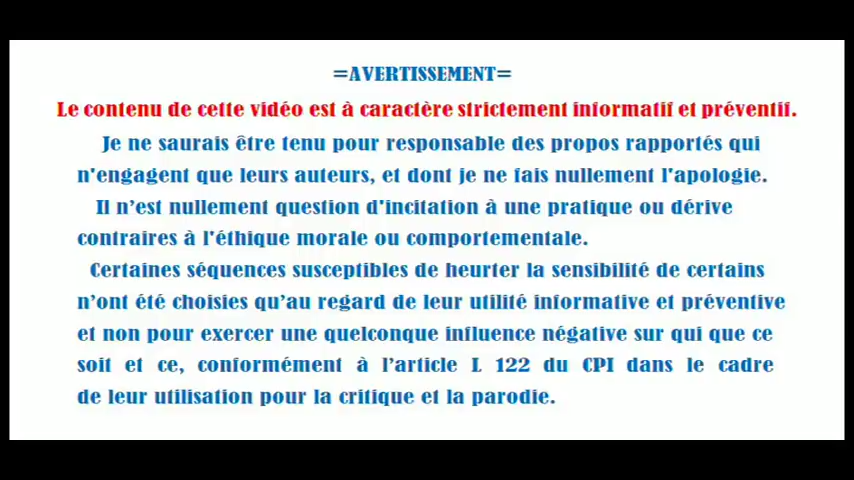 =AVERTISSEMENT=
Le contenu de cette vidéo est à caractère strictement informatif et préventif.
Je ne saurais être tenu pour responsable des propos rapportés qui
n'engagent que leurs auteurs, et dont je ne fais nullement l'apologie.
Il n’est nullement question d'incitation à une pratique ou dérive
contraires à l'éthique morale ou comportementale.
Certaines séquences susceptibles de heurter la sensibilité de certains
n’ont été choisies qu’au regard de leur utilité informative et préventive
et non pour exercer une quelconque influence négative sur qui que ce
soit et ce, conformément à l’article L 122 du CPI dans le cadre
de leur utilisation pour la critique et la parodie.